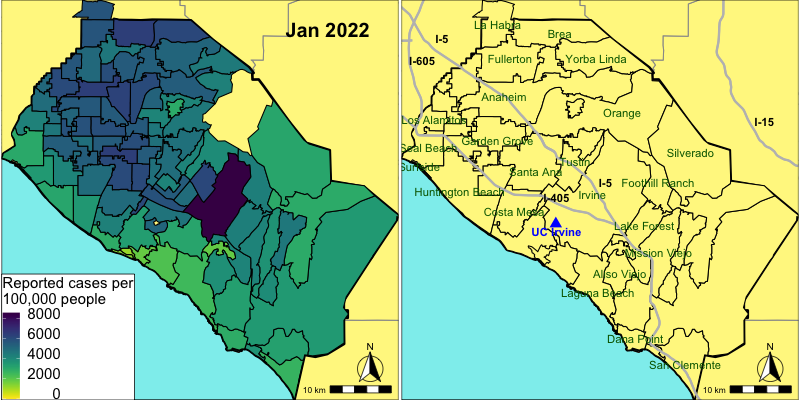 Jan 2022
Reported cases per
100,000 people
8000
6000
4000
2000
0
N
10 km
La Habra
Brea
I-5
I-605
Fullerton
Yorba Linda
Anaheim
Orange
I-15
Los Alamitos
Garden Grove
Seal Beach
Silverado
Tustin
Sunside
Santa Ana
I-5
Foothill Ranch
Huntington Beach
I-405
Irvine
Costa Mesa
UC Irvine
Lake Forest
Mission Viejo
Aliso Viejo
Laguna Beach
Dana Point
San Clemente
N
10 km